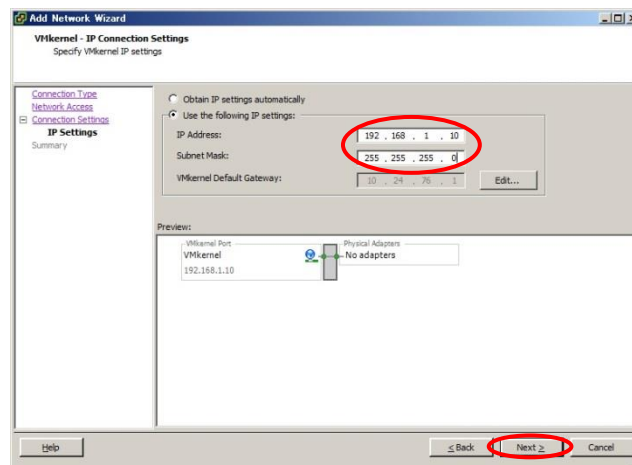 Add Network Wizard
VMkernel - IP Connection Settings
Specify VMkernel IP settings
Connection Type
Network Access
Connection Settings
IP Settings
Summary
Obtain IP settings automatically
Use the following IP settings:
IP Address:
192 . 168 . 1 . 10
Subnet Mask:
255 . 255 . 255 . 0
VMkernel Default Gateway:
10 . 24 . 76 . 1
Edit...
Preview:
VMkernel Port
VMkernel
192.168.1.10
Physical Adapters
No adapters
Help
≤ Back
Next ≥
Cancel